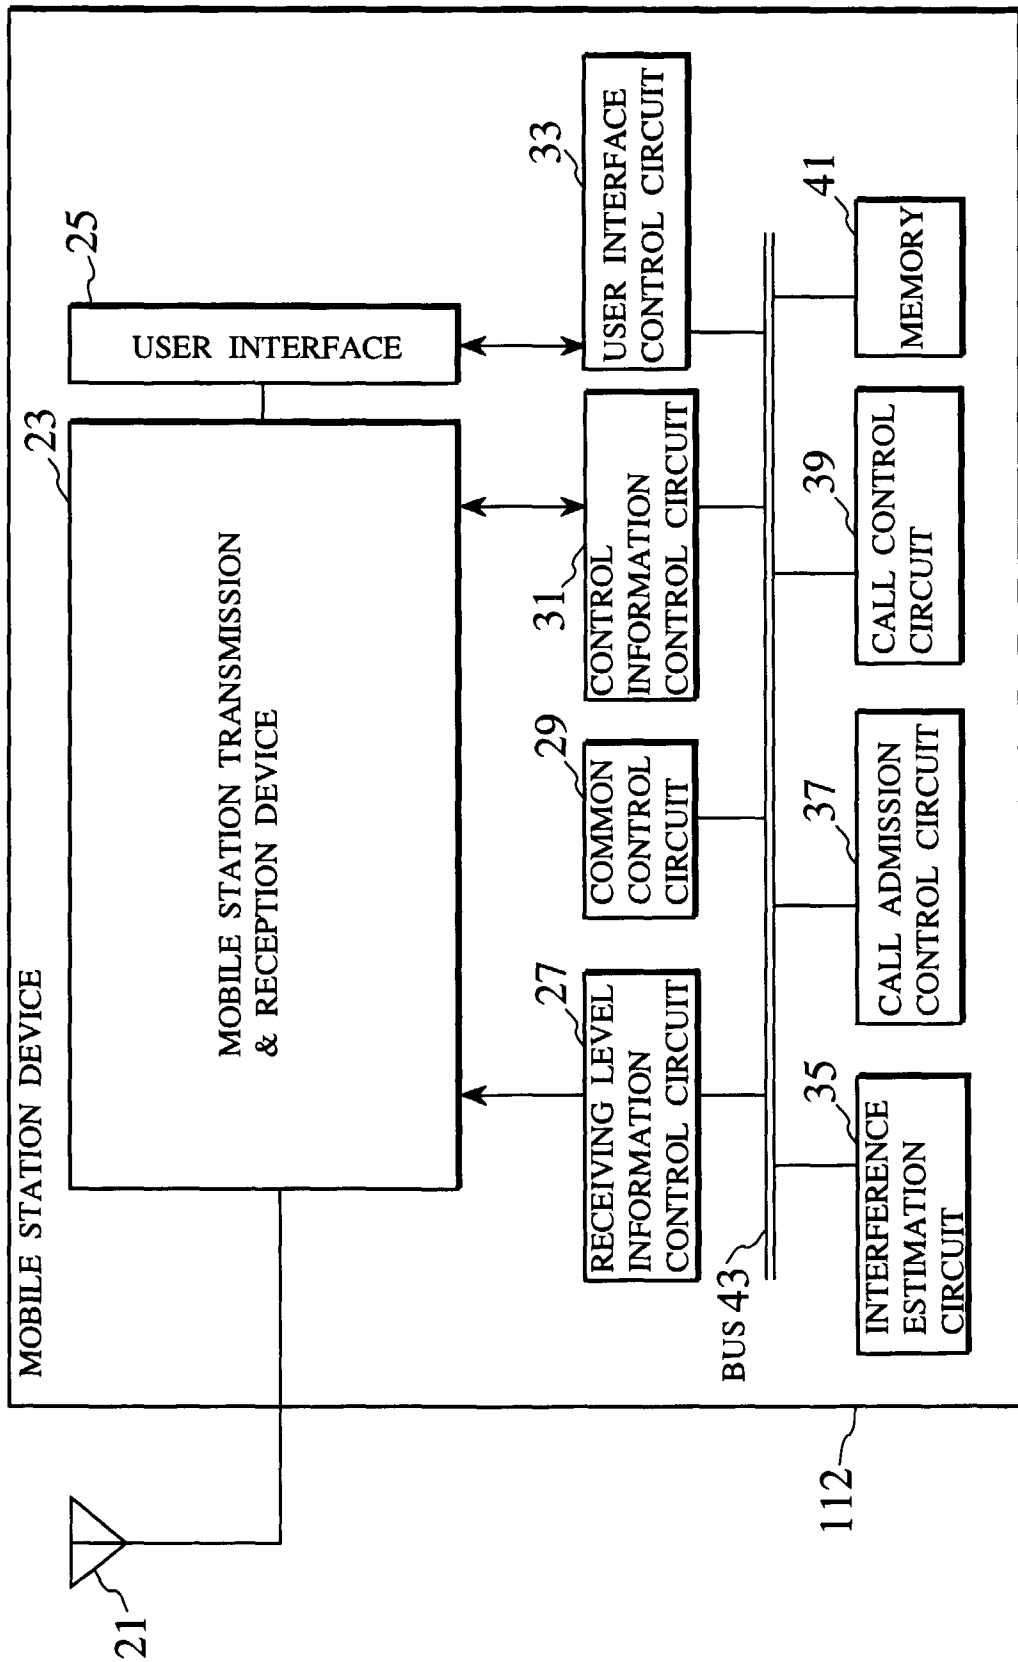 MOBILE STATION DEVICE
21
23
25
MOBILE STATION TRANSMISSION
& RECEPTION DEVICE
USER INTERFACE
27
RECEIVING LEVEL
INFORMATION
CONTROL CIRCUIT
29
COMMON
CONTROL
CIRCUIT
31
CONTROL
INFORMATION
CONTROL CIRCUIT
33
USER INTERFACE
CONTROL CIRCUIT
BUS 43
35
INTERFERENCE
ESTIMATION
CIRCUIT
37
CALL ADMISSION
CONTROL CIRCUIT
39
CALL CONTROL
CIRCUIT
41
MEMORY
112